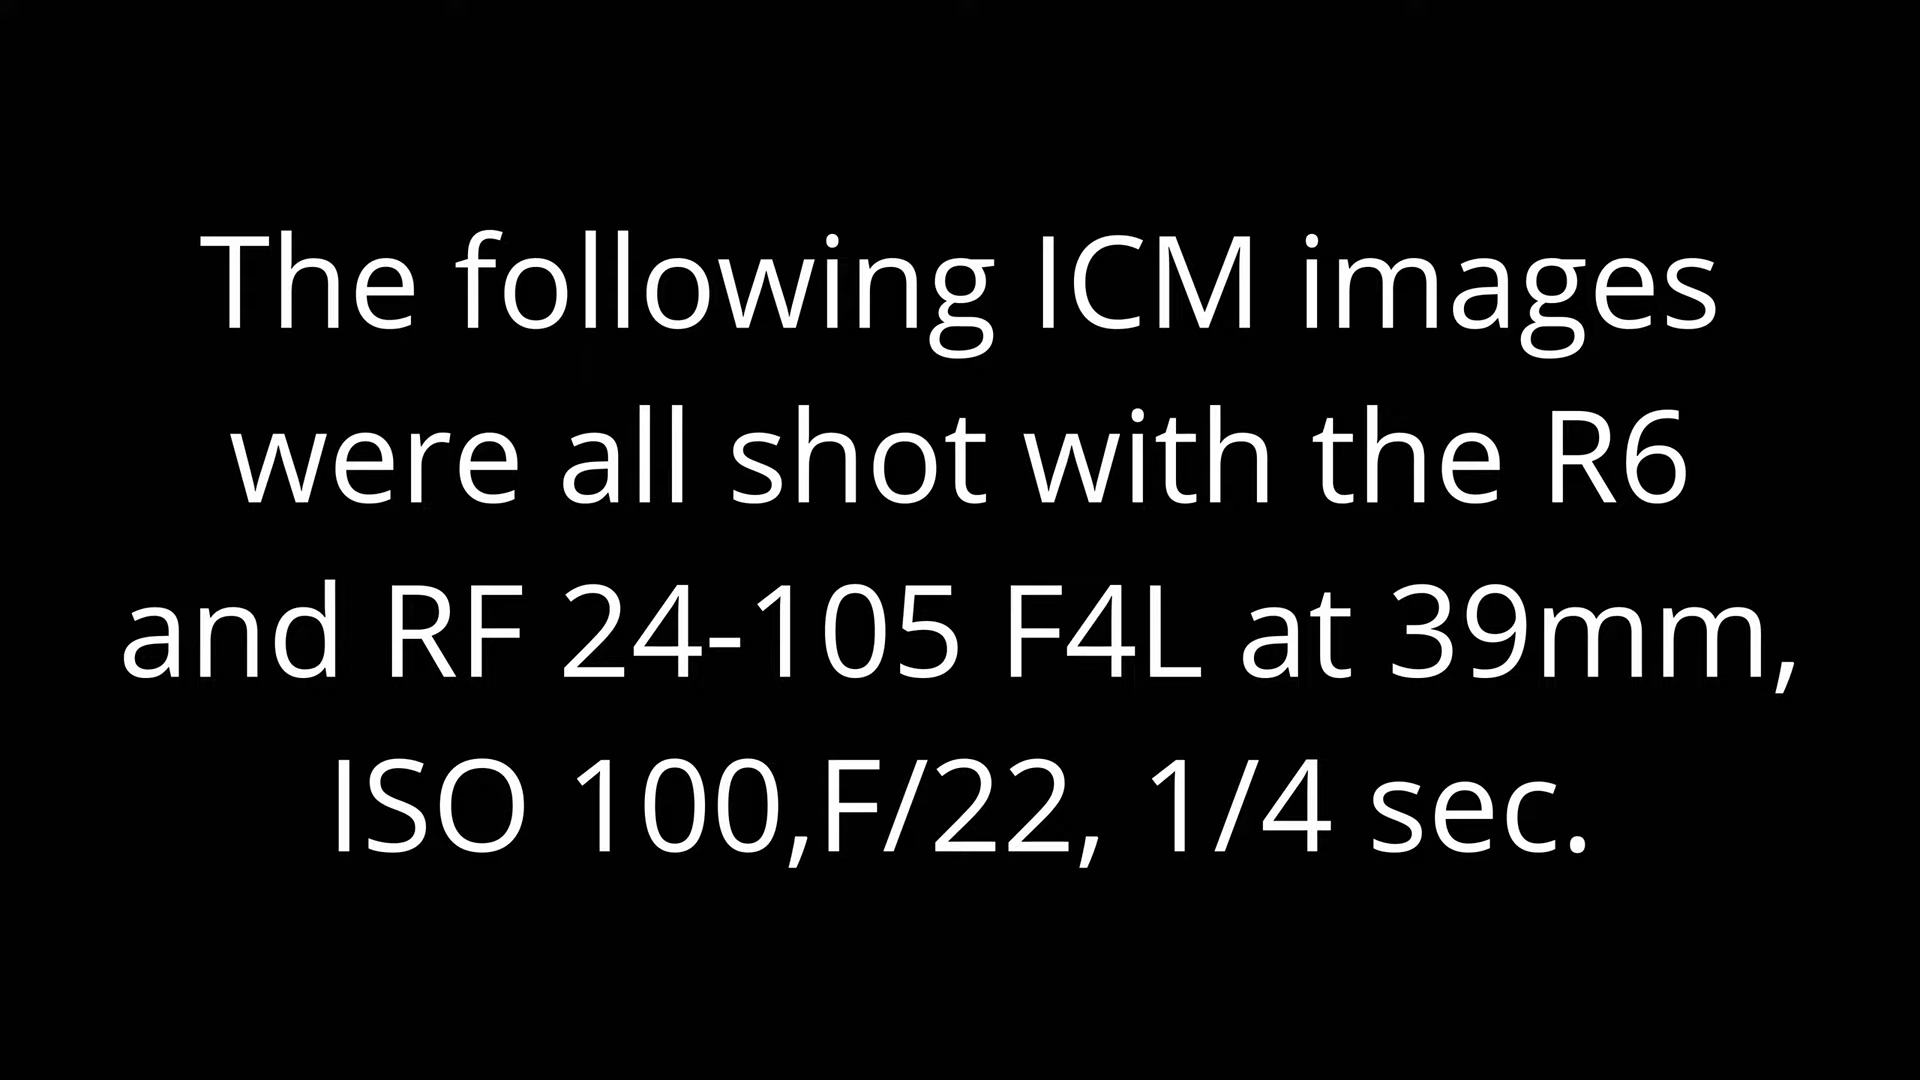 The following ICM images
were all shot with the R6
and RF 24-105 F4L at 39mm,
ISO 100,F/22, 1/4 sec.